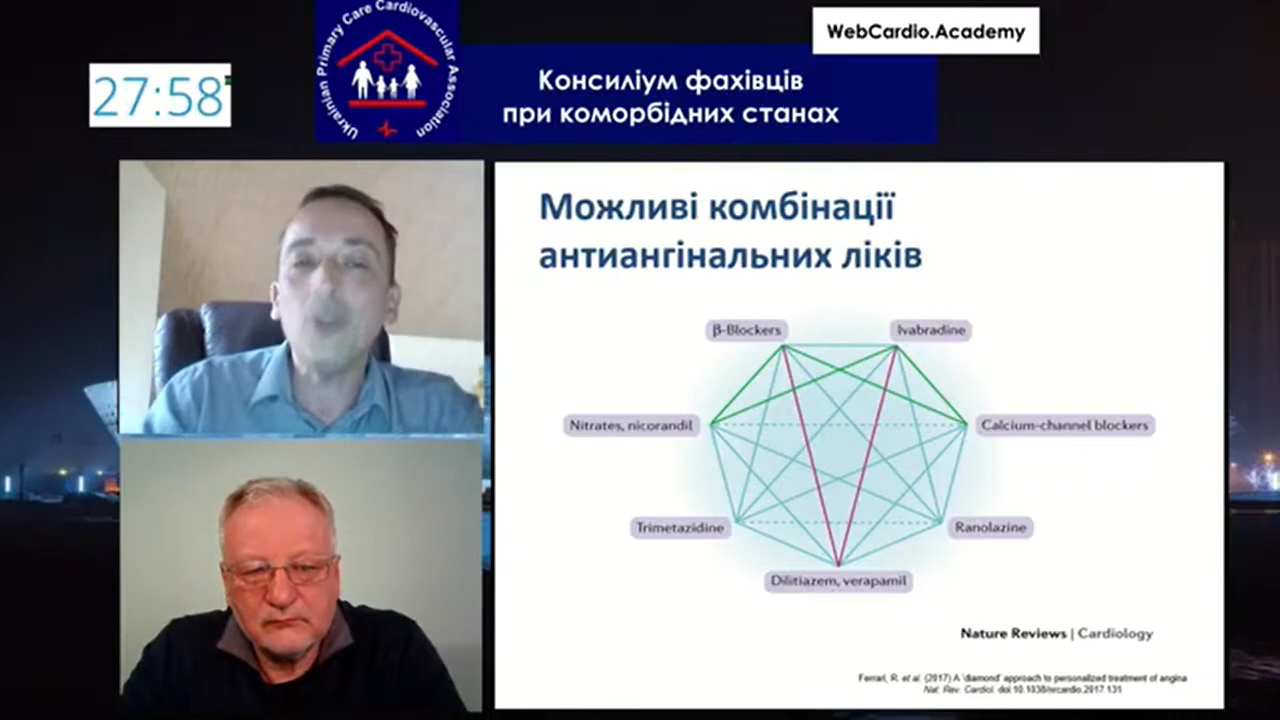 WebCardio.Academy
27:58
Ukrainian Primary Care Cardiovascular Association
Консиліум фахівців
при коморбідних станах
Можливі комбінації
антиангінальних ліків
β-Blockers
Ivabradine
Nitrates, nicorandil
Calcium-channel blockers
Trimetazidine
Ranolazine
Dilitiazem, verapamil
Nature Reviews | Cardiology
Ferrari, R. et al. (2017) A 'diamond' approach to personalized treatment of angina
Nat. Rev. Cardiol. doi:10.1038/nrcardio.2017.131